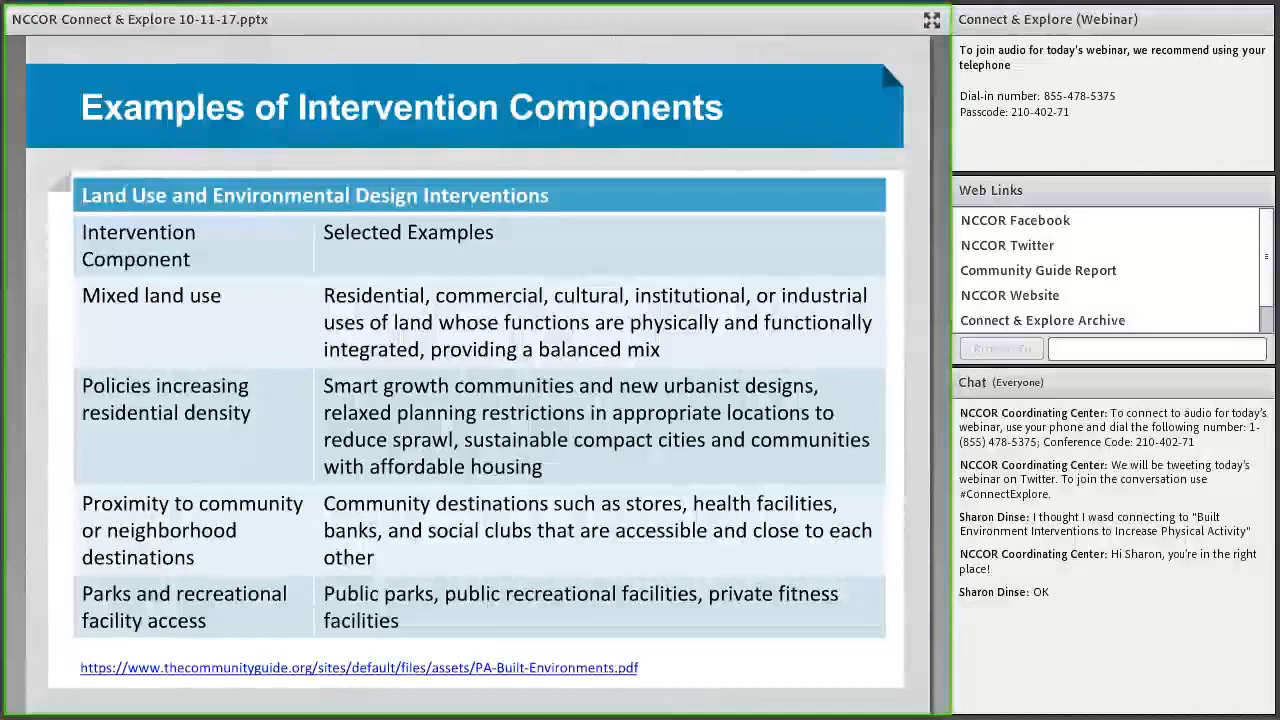 NCCOR Connect & Explore 10-11-17.pptx
Examples of Intervention Components
Land Use and Environmental Design Interventions
Intervention
Component
Selected Examples
Mixed land use
Residential, commercial, cultural, institutional, or industrial
uses of land whose functions are physically and functionally
integrated, providing a balanced mix
Policies increasing
residential density
Smart growth communities and new urbanist designs,
relaxed planning restrictions in appropriate locations to
reduce sprawl, sustainable compact cities and communities
with affordable housing
Proximity to community
or neighborhood
destinations
Community destinations such as stores, health facilities,
banks, and social clubs that are accessible and close to each
other
Parks and recreational
facility access
Public parks, public recreational facilities, private fitness
facilities
https://www.thecommunityguide.org/sites/default/files/assets/PA-Built-Environments.pdf
Connect & Explore (Webinar)
To join audio for today's webinar, we recommend using your
telephone
Dial-in number: 855-478-5375
Passcode: 210-402-71
Web Links
NCCOR Facebook
NCCOR Twitter
Community Guide Report
NCCOR Website
Connect & Explore Archive
Browse To
Chat (Everyone)
NCCOR Coordinating Center: To connect to audio for today's
webinar, use your phone and dial the following number: 1-
(855) 478-5375; Conference Code: 210-402-71
NCCOR Coordinating Center: We will be tweeting today's
webinar on Twitter. To join the conversation use
#ConnectExplore.
Sharon Dinse: I thought I wasd connecting to "Built
Environment Interventions to Increase Physical Activity"
NCCOR Coordinating Center: Hi Sharon, you're in the right
place!
Sharon Dinse: OK